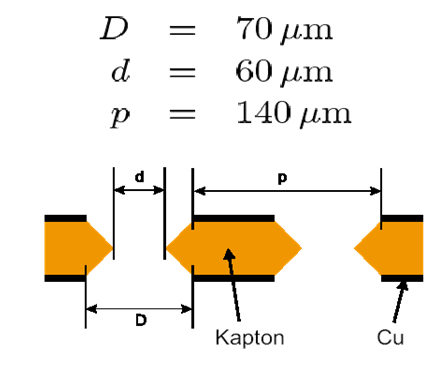 D = 70 μm
d = 60 μm
p = 140 μm
d
p
D
Kapton
Cu